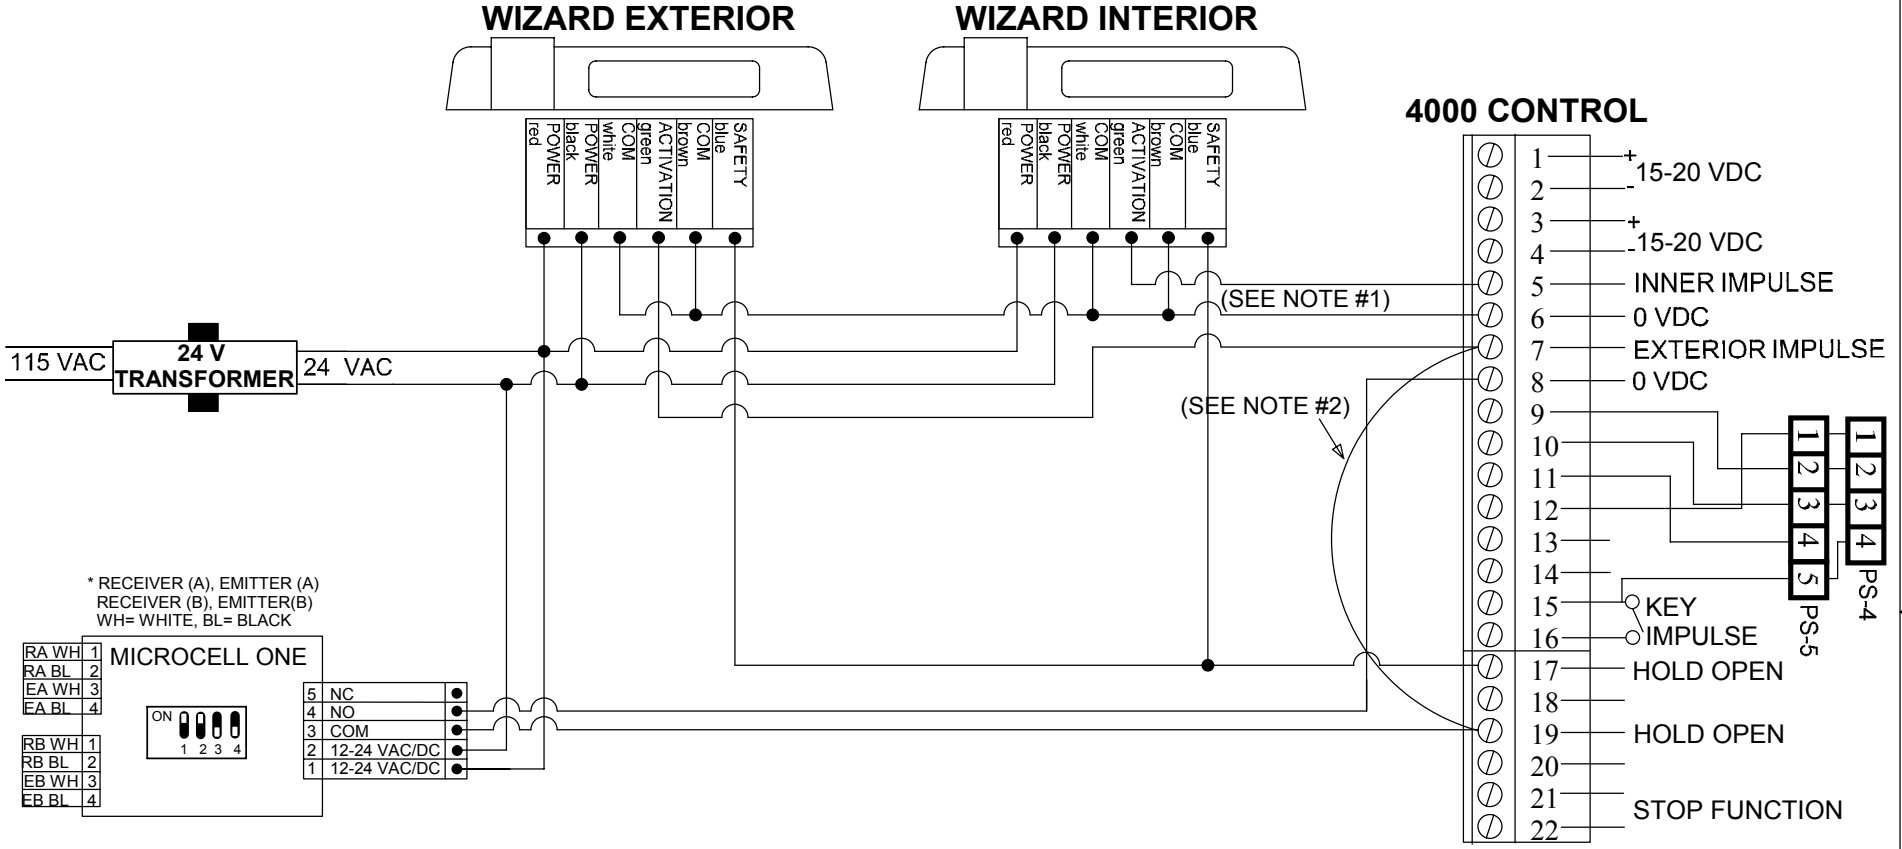 WIZARD EXTERIOR
WIZARD INTERIOR
4000 CONTROL
red
POWER
black
POWER
white
COM
green
ACTIVATION
brown
COM
blue
SAFETY
red
POWER
black
POWER
white
COM
green
ACTIVATION
brown
COM
blue
SAFETY
1
+
15-20 VDC
2
-
3
+
15-20 VDC
4
-
5 INNER IMPULSE
(SEE NOTE #1)
6 0 VDC
7 EXTERIOR IMPULSE
8 0 VDC
(SEE NOTE #2)
9
10
11
12
13
14
15 KEY
16 IMPULSE
17 HOLD OPEN
18
19 HOLD OPEN
20
21
STOP FUNCTION
22
1
2
3
4
5
PS-5
1
2
3
4
PS-4
115 VAC
24 V
TRANSFORMER
24 VAC
* RECEIVER (A), EMITTER (A)
RECEIVER (B), EMITTER(B)
WH= WHITE, BL= BLACK
MICROCELL ONE
RA WH 1
RA BL 2
EA WH 3
EA BL 4
RB WH 1
RB BL 2
EB WH 3
EB BL 4
ON
1 2 3 4
5 NC
4 NO
3 COM
2 12-24 VAC/DC
1 12-24 VAC/DC